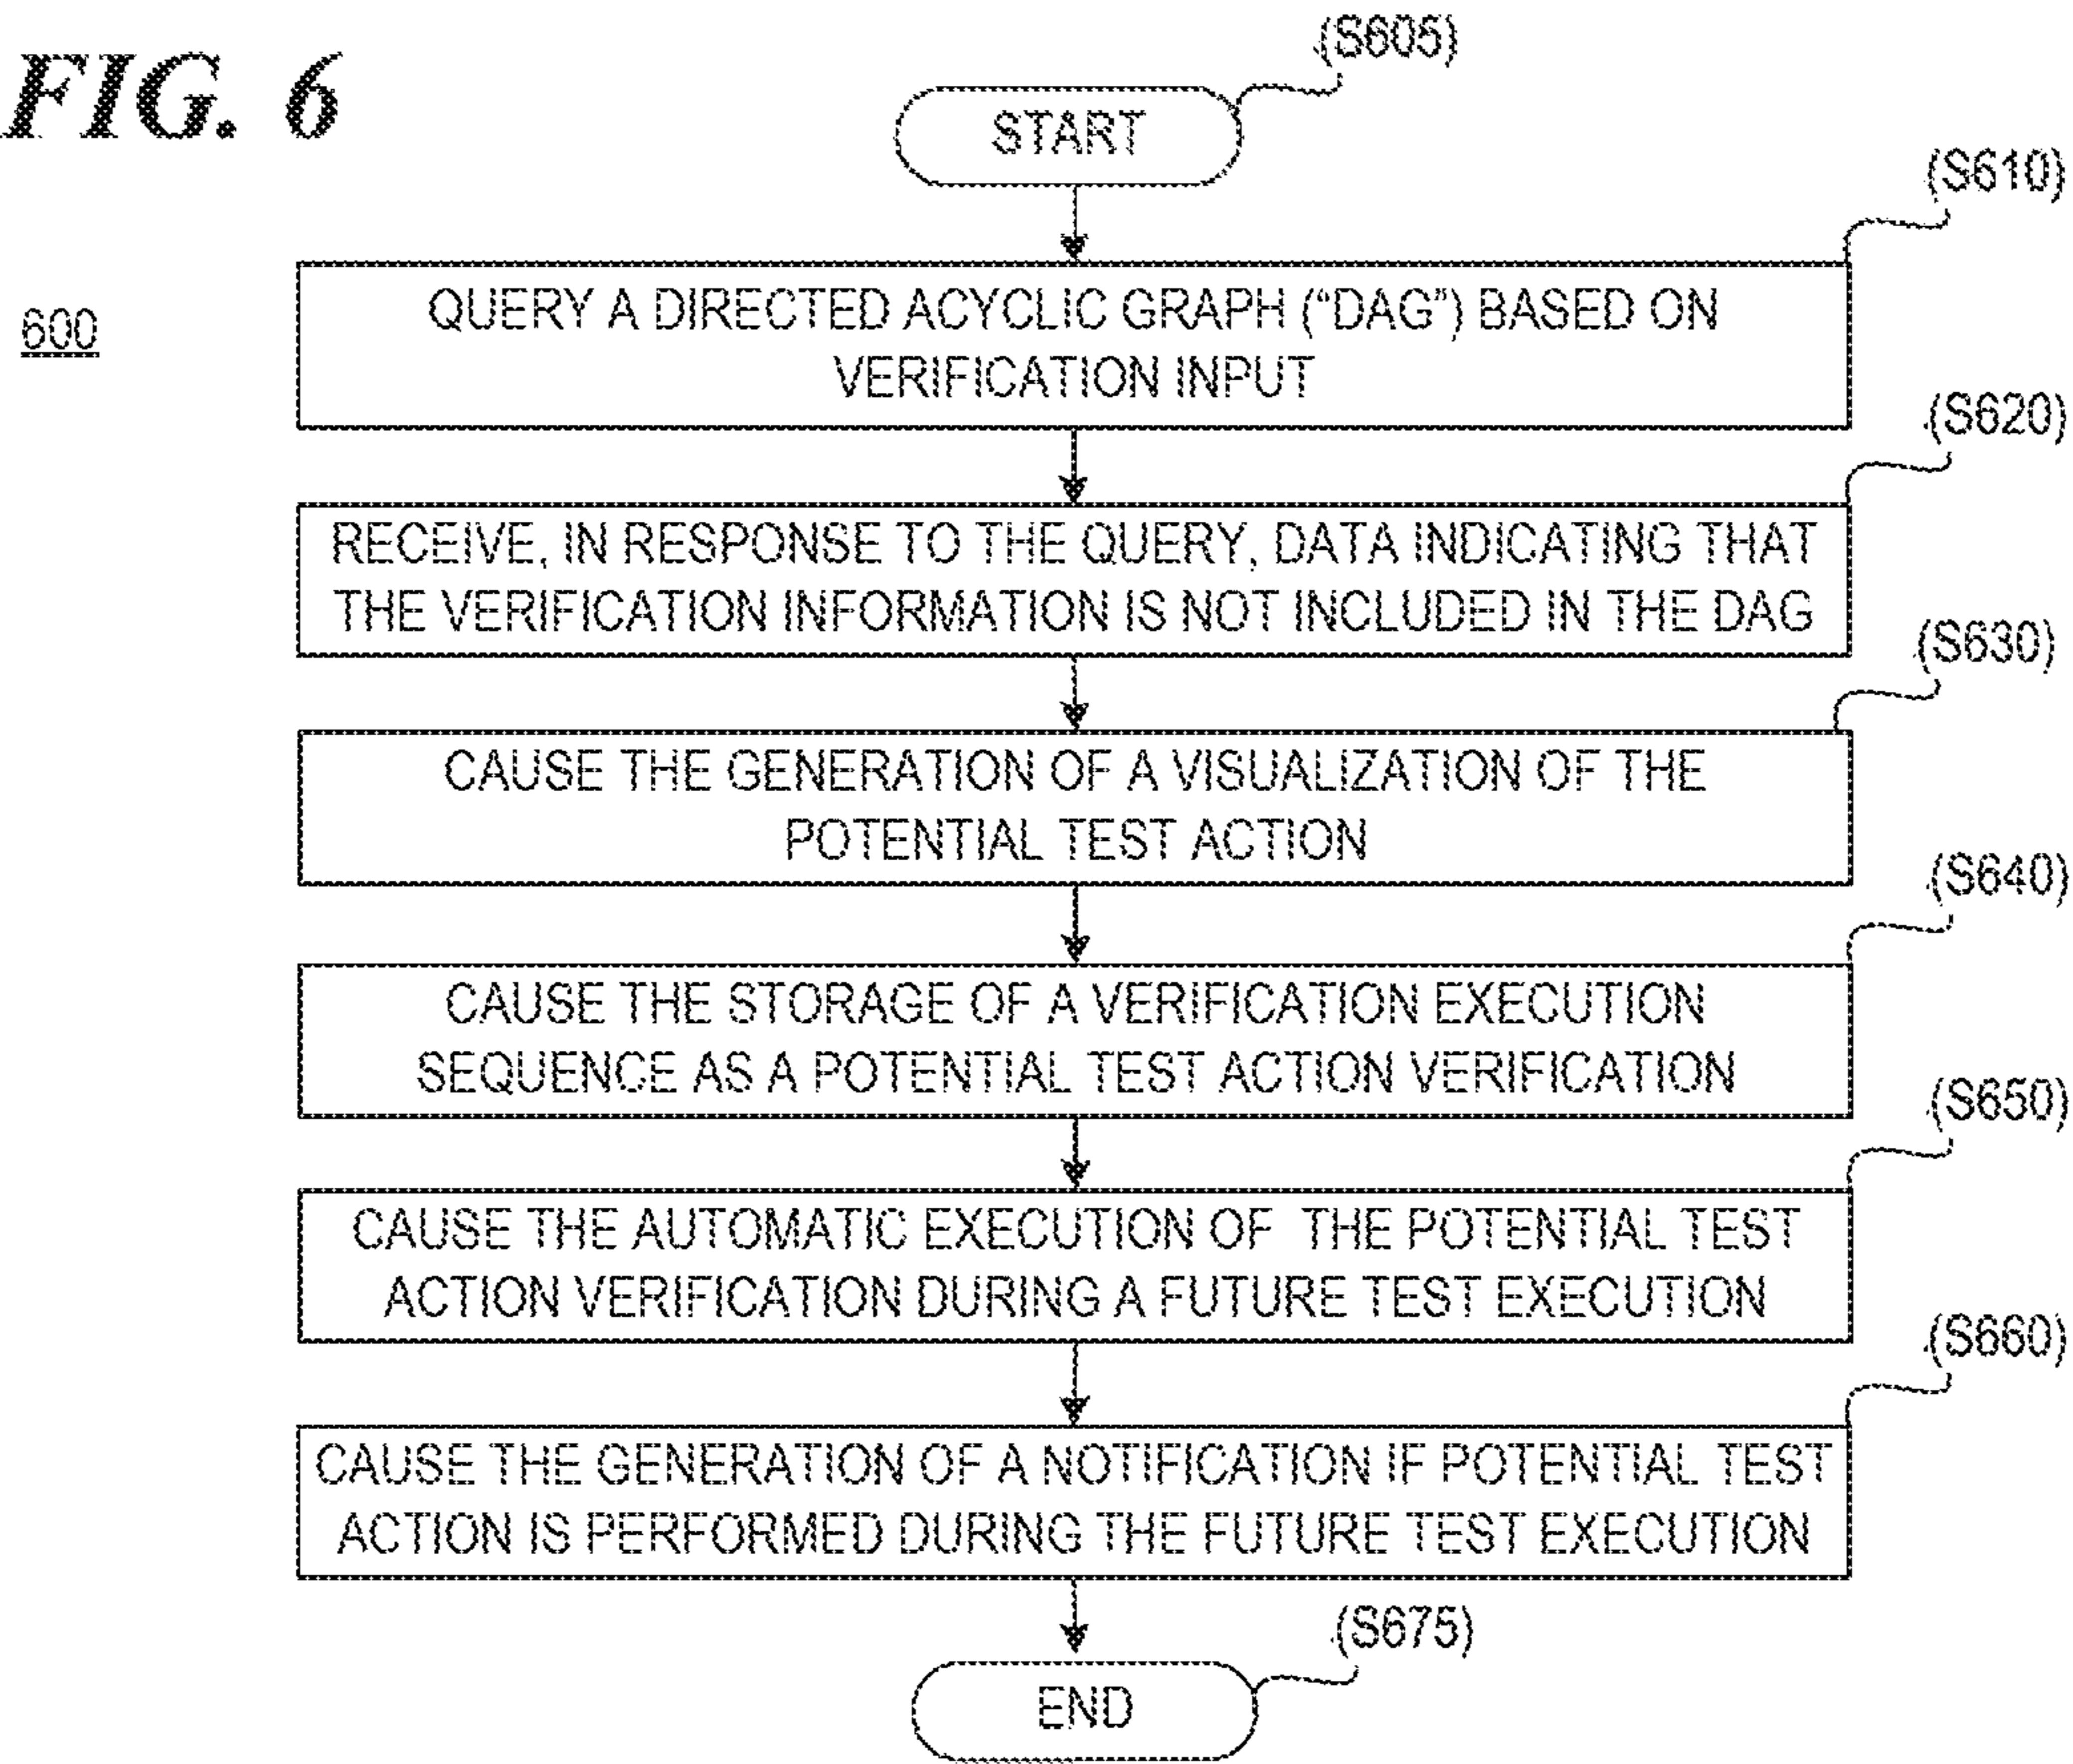 FIG. 6
(S605)
START
(S610)
600
QUERY A DIRECTED ACYCLIC GRAPH (“DAG”) BASED ON
VERIFICATION INPUT
(S620)
RECEIVE, IN RESPONSE TO THE QUERY, DATA INDICATING THAT
THE VERIFICATION INFORMATION IS NOT INCLUDED IN THE DAG
(S630)
CAUSE THE GENERATION OF A VISUALIZATION OF THE
POTENTIAL TEST ACTION
(S640)
CAUSE THE STORAGE OF A VERIFICATION EXECUTION
SEQUENCE AS A POTENTIAL TEST ACTION VERIFICATION
(S650)
CAUSE THE AUTOMATIC EXECUTION OF THE POTENTIAL TEST
ACTION VERIFICATION DURING A FUTURE TEST EXECUTION
(S660)
CAUSE THE GENERATION OF A NOTIFICATION IF POTENTIAL TEST
ACTION IS PERFORMED DURING THE FUTURE TEST EXECUTION
(S675)
END